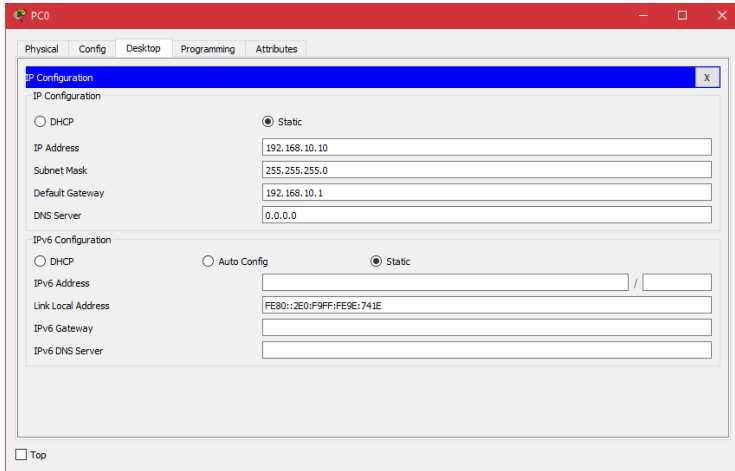 PC0
Physical Config Desktop Programming Attributes
IP Configuration X
IP Configuration
DHCP Static
IP Address 192.168.10.10
Subnet Mask 255.255.255.0
Default Gateway 192.168.10.1
DNS Server 0.0.0.0
IPv6 Configuration
DHCP Auto Config Static
IPv6 Address /
Link Local Address FE80::2E0:F9FF:FE9E:741E
IPv6 Gateway
IPv6 DNS Server
Top